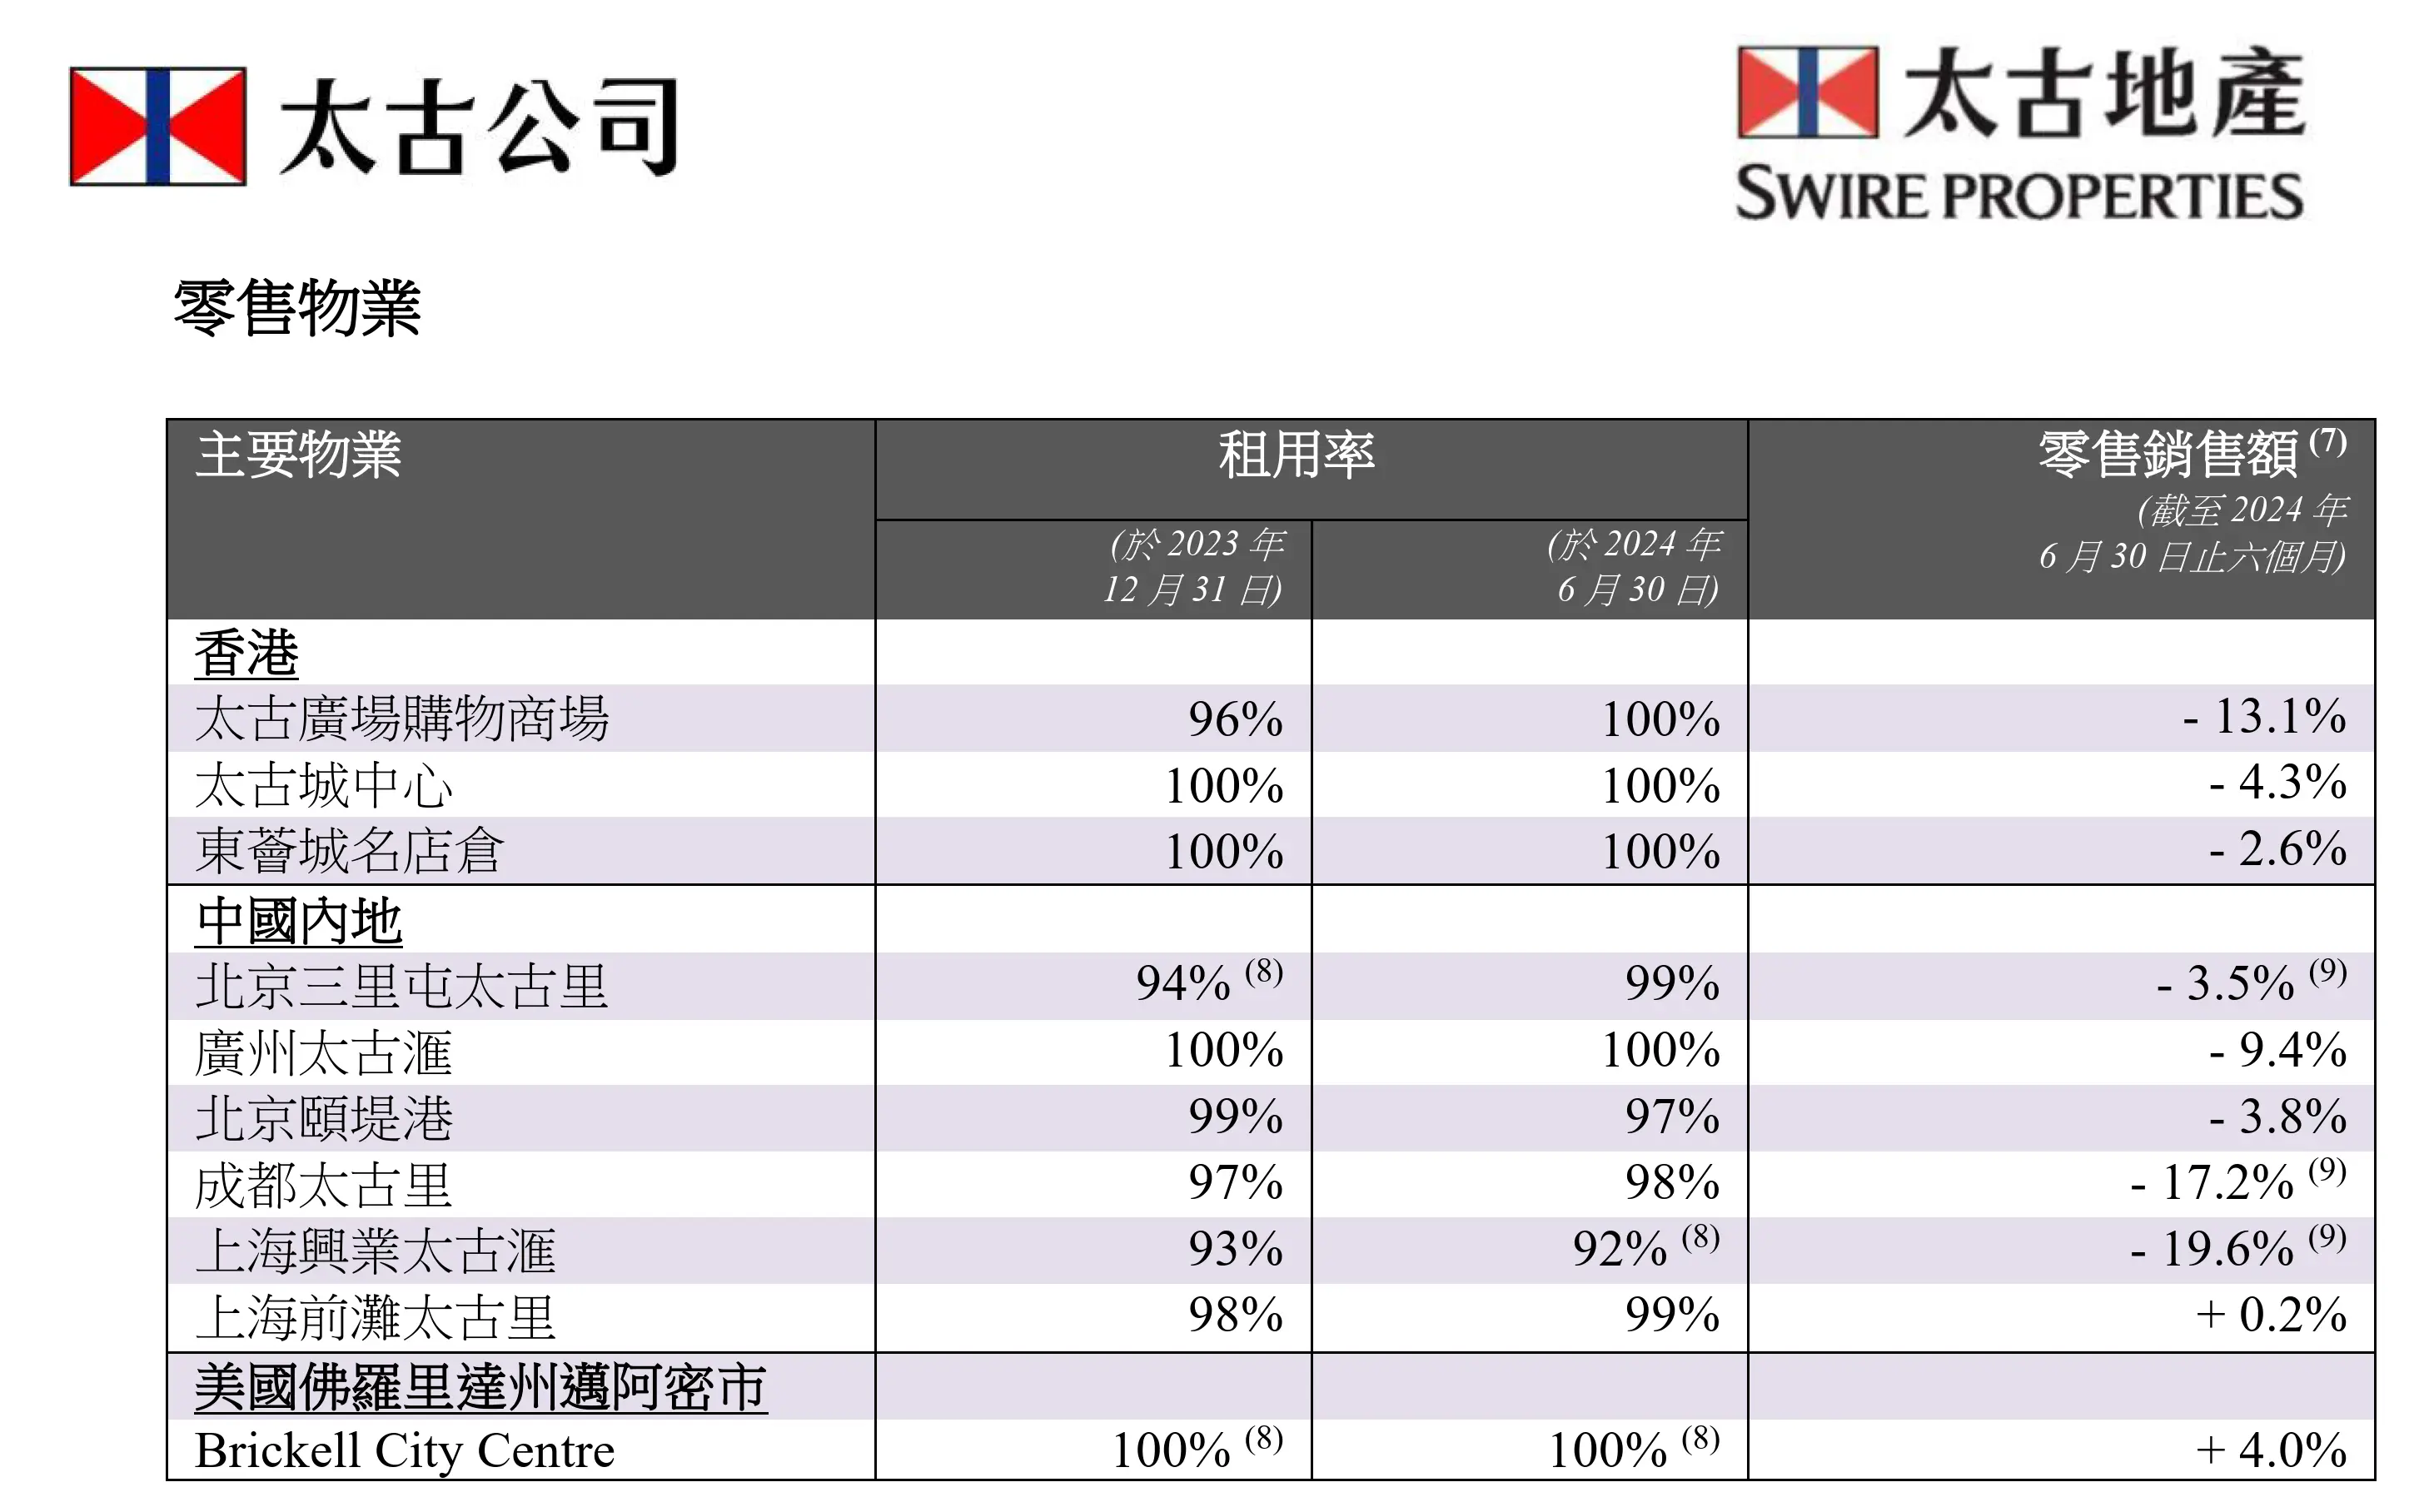 太古公司
太古地產
SWIRE PROPERTIES
零售物業
主要物業 租用率 零售銷售額 (7)
(截至 2024 年
6 月 30 日止六個月)
(於 2023 年
12 月 31 日)
(於 2024 年
6 月 30 日)
香港
太古廣場購物商場 96% 100% - 13.1%
太古城中心 100% 100% - 4.3%
東薈城名店倉 100% 100% - 2.6%
中國內地
北京三里屯太古里 94% (8) 99% - 3.5% (9)
廣州太古滙 100% 100% - 9.4%
北京頤堤港 99% 97% - 3.8%
成都太古里 97% 98% - 17.2% (9)
上海興業太古滙 93% 92% (8) - 19.6% (9)
上海前灘太古里 98% 99% + 0.2%
美國佛羅里達州邁阿密市
Brickell City Centre 100% (8) 100% (8) + 4.0%